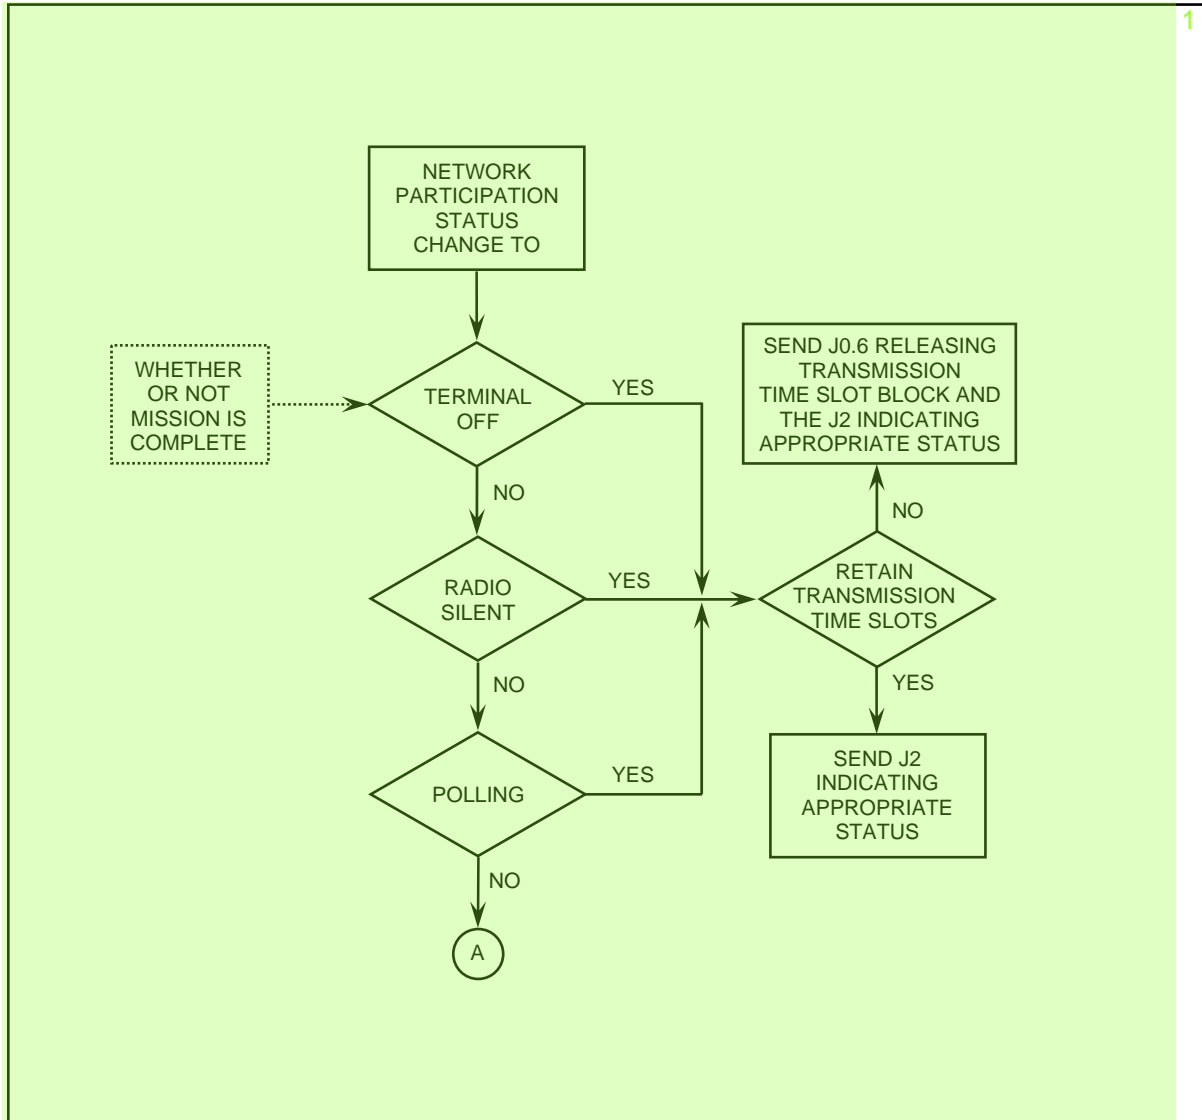 1
NETWORK
PARTICIPATION
STATUS
CHANGE TO
WHETHER
OR NOT
MISSION IS
COMPLETE
TERMINAL
OFF
YES
NO
SEND J0.6 RELEASING
TRANSMISSION
TIME SLOT BLOCK AND
THE J2 INDICATING
APPROPRIATE STATUS
NO
RADIO
SILENT
YES
NO
RETAIN
TRANSMISSION
TIME SLOTS
YES
POLLING
YES
NO
SEND J2
INDICATING
APPROPRIATE
STATUS
A